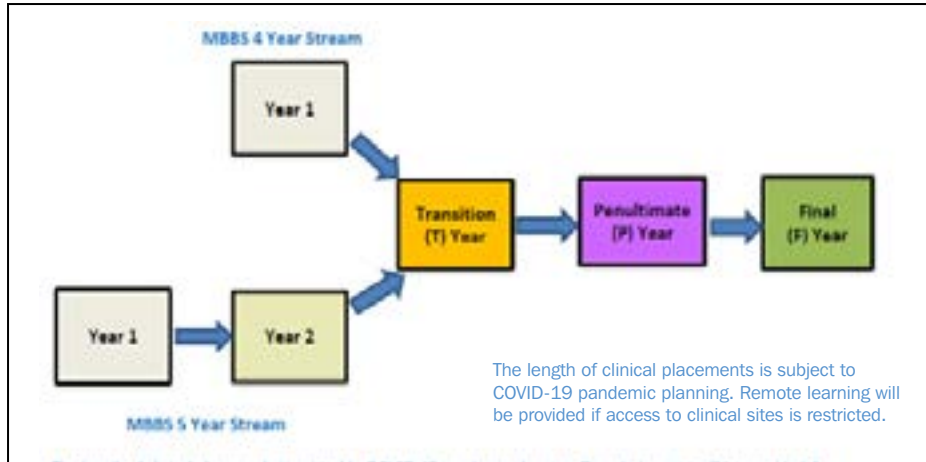 MBBS 4 Year Stream
Year 1
Transition
(T) Year
Penultimate
(P) Year
Final
(F) Year
Year 1
Year 2
The length of clinical placements is subject to
COVID-19 pandemic planning. Remote learning will
be provided if access to clinical sites is restricted.
MBBS 5 Year Stream